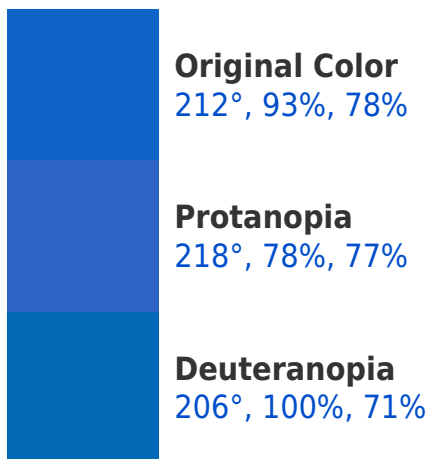 Original Color
212°, 93%, 78%
Protanopia
218°, 78%, 77%
Deuteranopia
206°, 100%, 71%